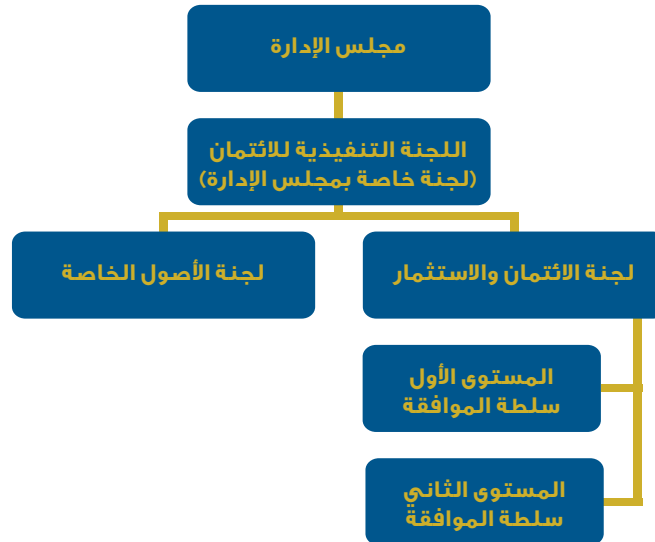 مجلس الإدارة
اللجنة التنفيذية للائتمان
(لجنة خاصة بمجلس الإدارة)
لجنة الائتمان والاستثمار
لجنة الأصول الخاصة
المستوى الأول
سلطة الموافقة
المستوى الثاني
سلطة الموافقة